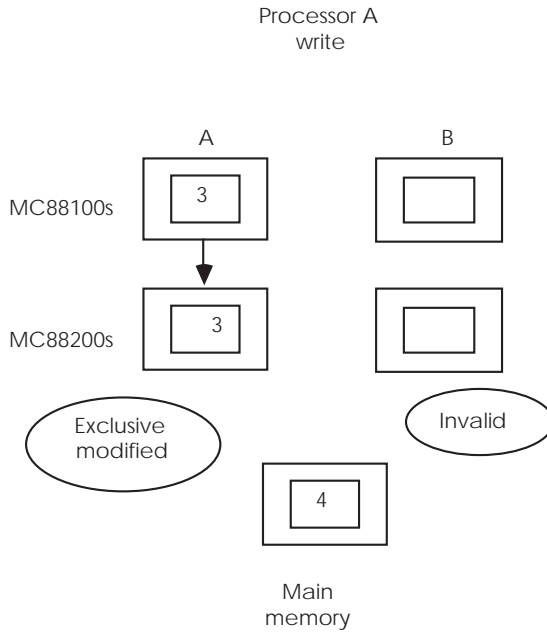 Processor A
write
A
B
MC88100s
3
MC88200s
3
Exclusive
modified
Invalid
4
Main
memory